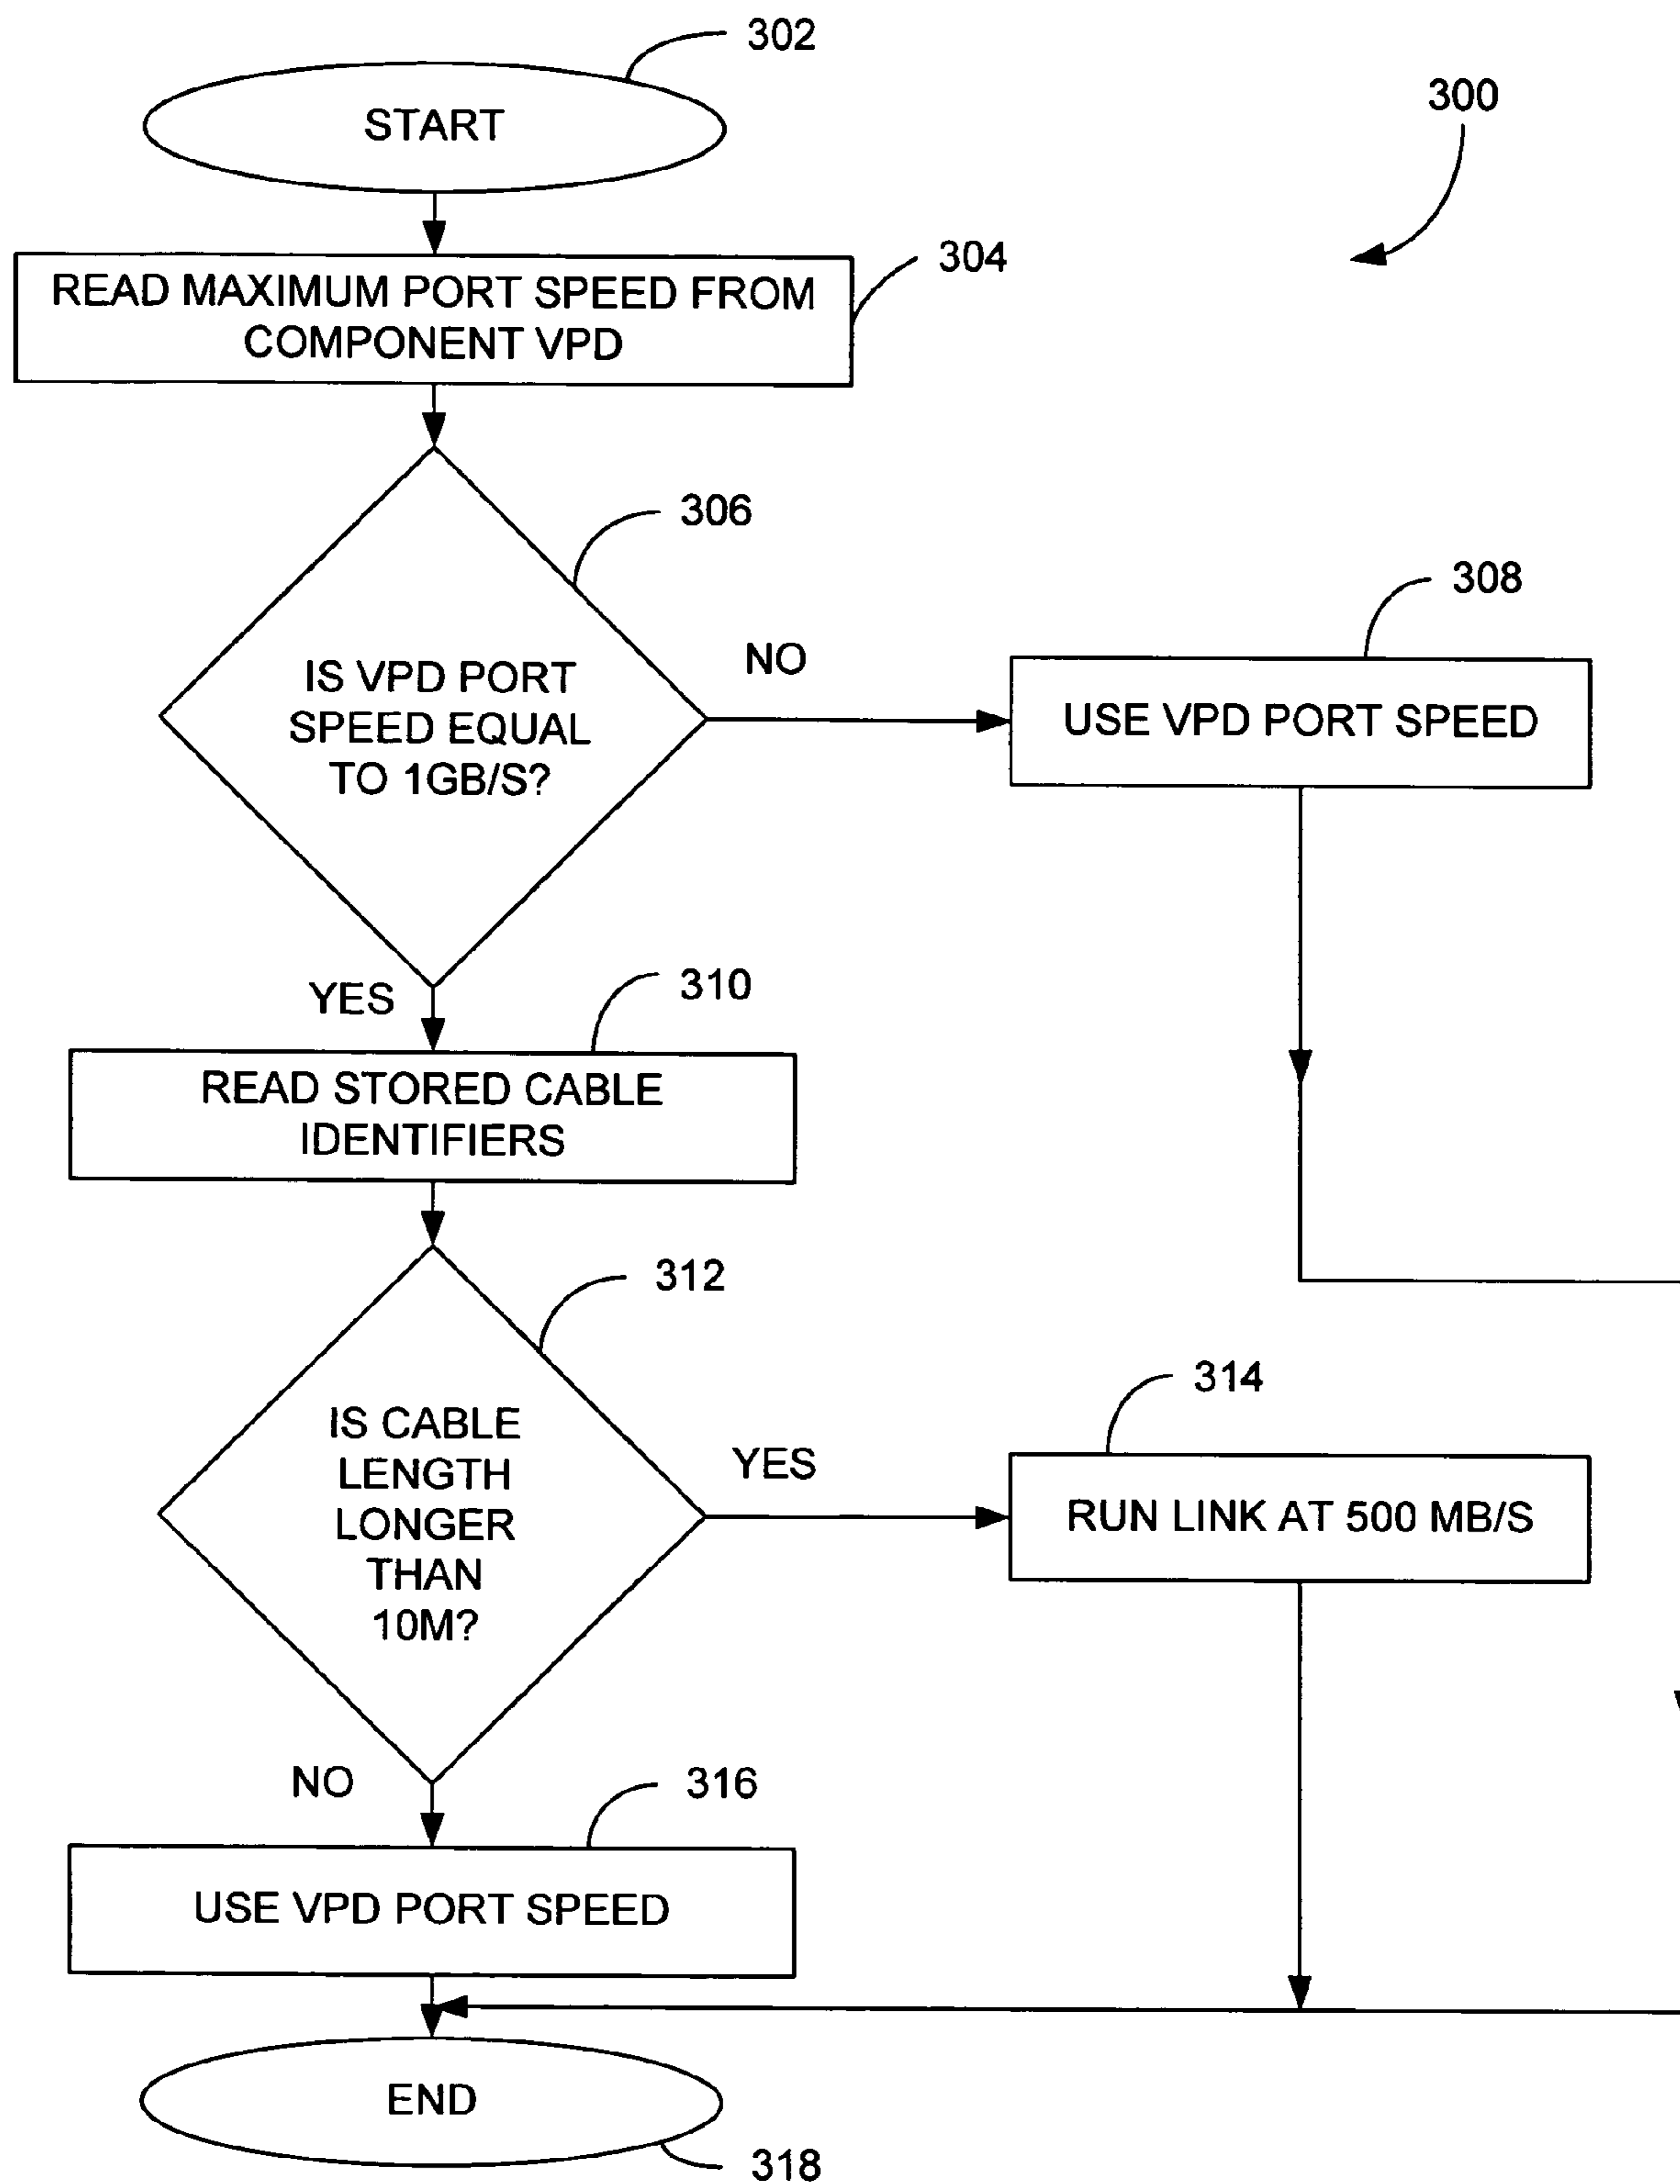 302
START
300
304
READ MAXIMUM PORT SPEED FROM
COMPONENT VPD
306
IS VPD PORT
SPEED EQUAL
TO 1GB/S?
NO
308
USE VPD PORT SPEED
YES
310
READ STORED CABLE
IDENTIFIERS
312
IS CABLE
LENGTH
LONGER
THAN
10M?
YES
314
RUN LINK AT 500 MB/S
NO
316
USE VPD PORT SPEED
END
318